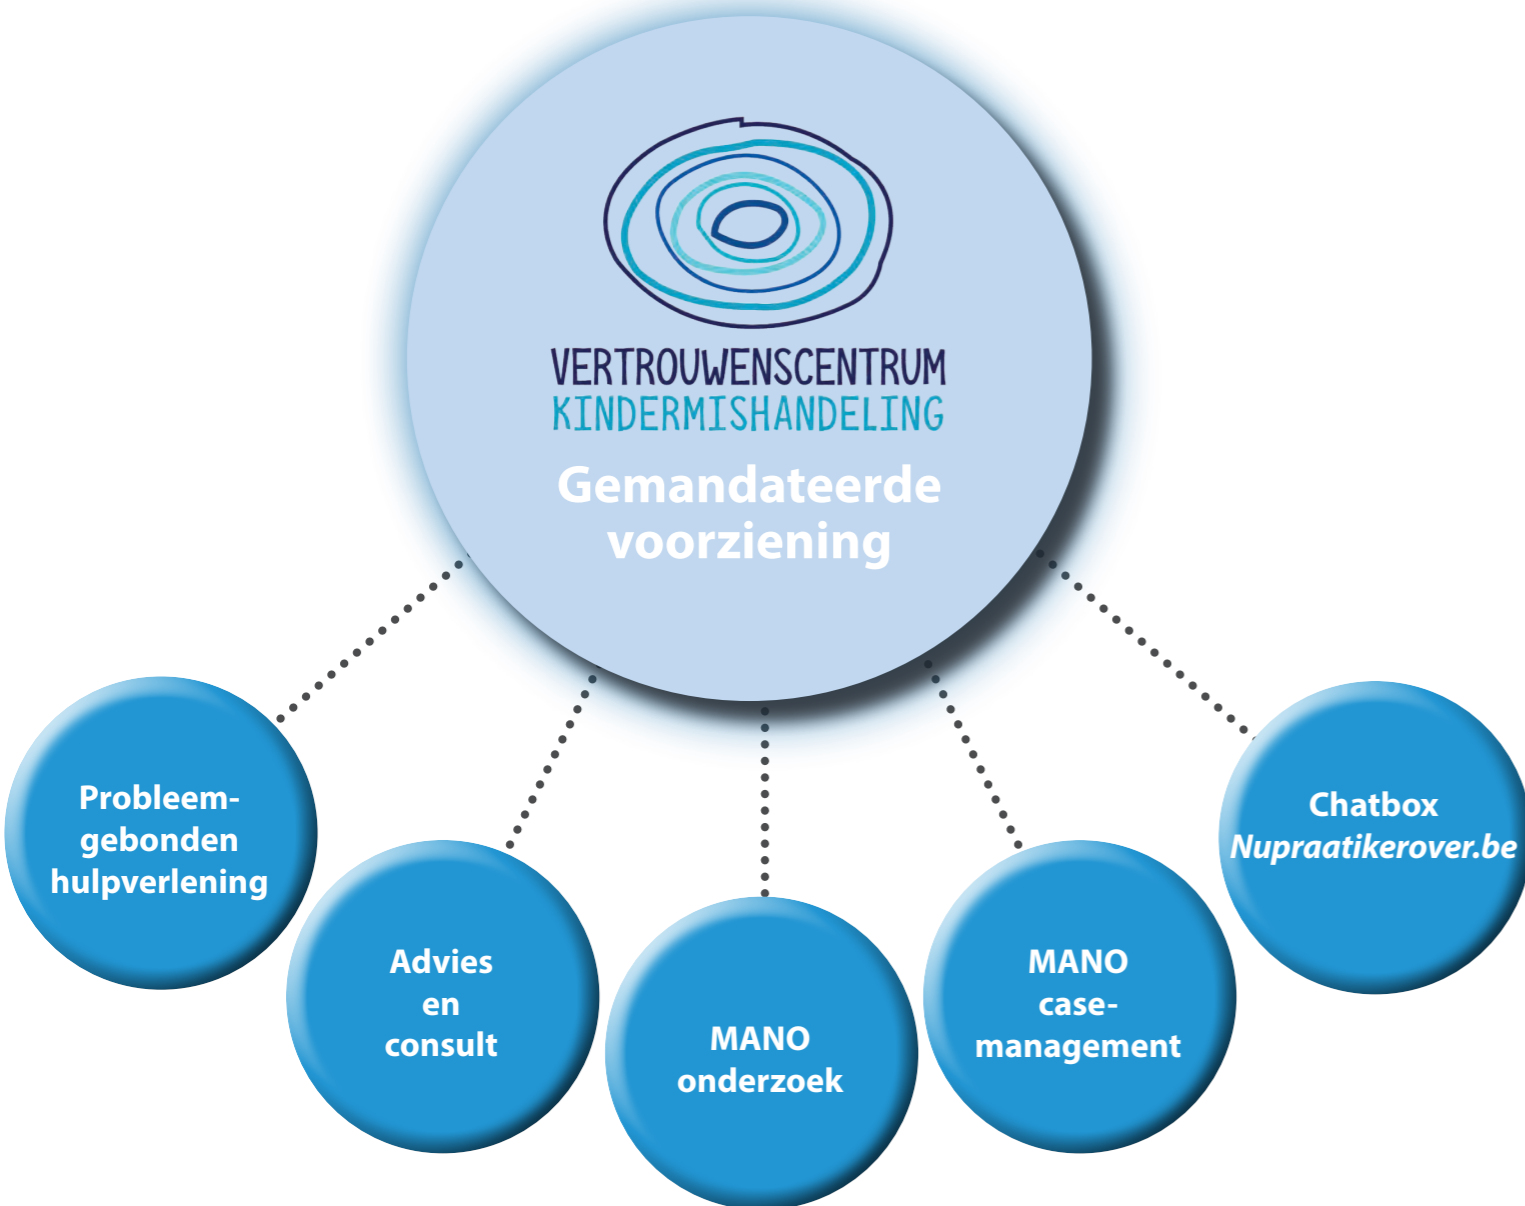 VERTROUWENSCENTRUM
KINDERMISHANDELING
Gemandateerde
voorziening
Probleem-
gebonden
hulpverlening
Advies
en
consult
MANO
onderzoek
MANO
case-
management
Chatbox
Nupraatikerover.be